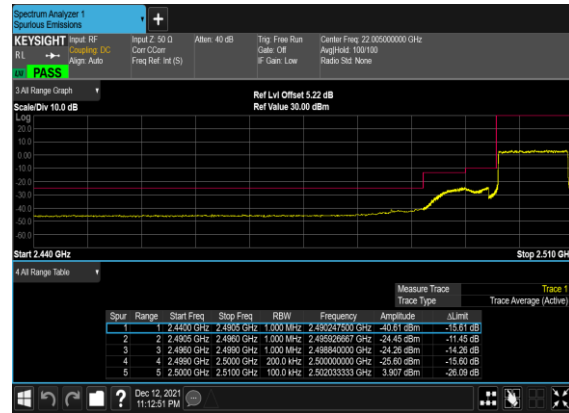 Spectrum Analyzer 1
Spurious Emissions
KEYSIGHT Input: RF Input Z: 50 Ω Atten: 40 dB Trig: Free Run Center Freq: 22.005000000 GHz
RL Coupling: DC Corr CCorr Gate: Off Avg|Hold: 100/100
Align: Auto Freq Ref: Int (S) IF Gain: Low Radio Std: None
PASS
3 All Range Graph
Ref Lvl Offset 5.22 dB
Scale/Div 10.0 dB Ref Value 30.00 dBm
Log
20.0
10.0
0.00
-10.0
-20.0
-30.0
-40.0
-50.0
-60.0
Start 2.440 GHz Stop 2.510 GH
4 All Range Table
Measure Trace Trace 1
Trace Type Trace Average (Active)
Spur Range Start Freq Stop Freq RBW Frequency Amplitude ΔLimit
1 1 2.4400 GHz 2.4905 GHz 1.000 MHz 2.490247500 GHz -40.61 dBm -15.61 dB
2 2 2.4905 GHz 2.4960 GHz 1.000 MHz 2.495926667 GHz -24.45 dBm -11.45 dB
3 3 2.4960 GHz 2.4990 GHz 1.000 MHz 2.498840000 GHz -24.26 dBm -14.26 dB
4 4 2.4990 GHz 2.5000 GHz 200.0 kHz 2.500000000 GHz -25.60 dBm -15.60 dB
5 5 2.5000 GHz 2.5100 GHz 100.0 kHz 2.502033333 GHz 3.907 dBm -26.09 dB
? Dec 12, 2021
11:12:51 PM